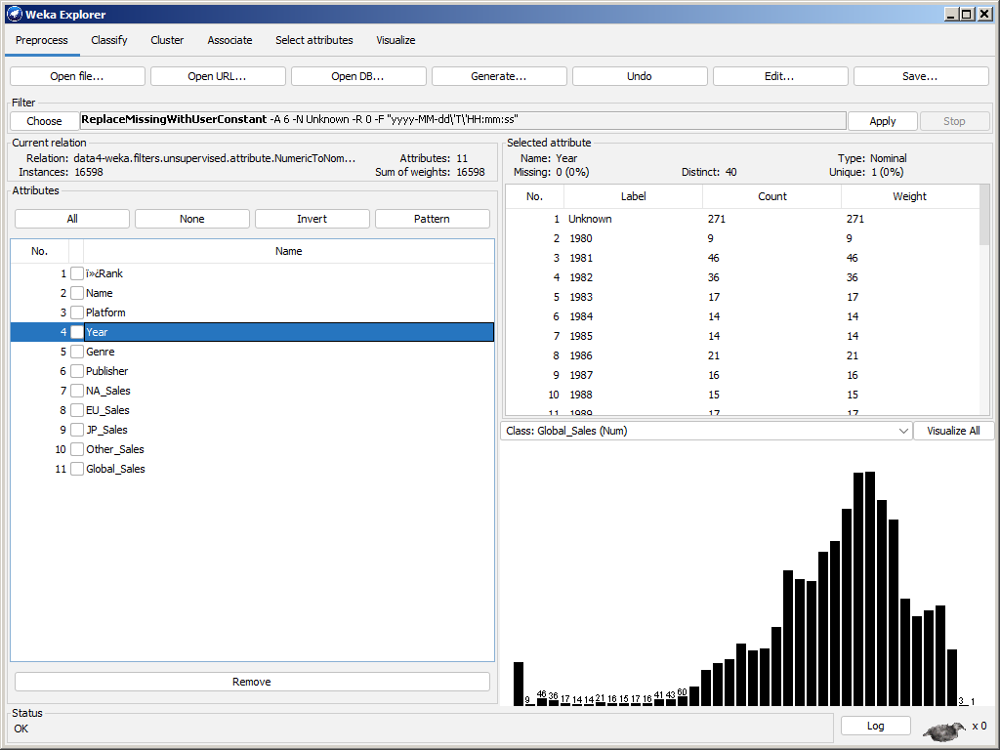 Weka Explorer
Preprocess Classify Cluster Associate Select attributes Visualize
Open file... Open URL... Open DB... Generate... Undo Edit... Save...
Filter
Choose ReplaceMissingWithUserConstant -A 6 -N Unknown -R 0 -F "yyyy-MM-dd\'T\'HH:mm:ss" Apply Stop
Current relation
Relation: data4-weka.filters.unsupervised.attribute.NumericToNom... Attributes: 11
Instances: 16598 Sum of weights: 16598
Attributes
All None Invert Pattern
No. Name
1 ï»¿Rank
2 Name
3 Platform
4 Year
5 Genre
6 Publisher
7 NA_Sales
8 EU_Sales
9 JP_Sales
10 Other_Sales
11 Global_Sales
Remove
Selected attribute
Name: Year Type: Nominal
Missing: 0 (0%) Distinct: 40 Unique: 1 (0%)
No. Label Count Weight
1 Unknown 271 271
2 1980 9 9
3 1981 46 46
4 1982 36 36
5 1983 17 17
6 1984 14 14
7 1985 14 14
8 1986 21 21
9 1987 16 16
10 1988 15 15
11 1989 17 17
Class: Global_Sales (Num) Visualize All
9 46 36 17 14 14 21 16 15 17 16 41 43 60 3 1
Status
OK
Log x 0